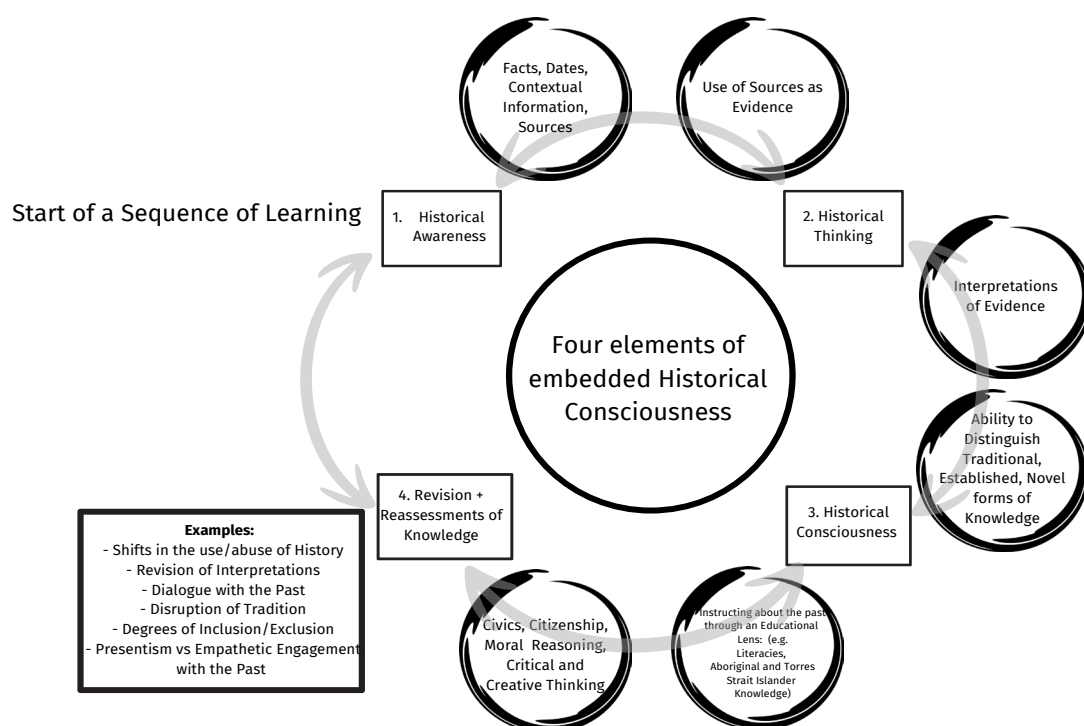 Facts, Dates,
Contextual
Information,
Sources
Use of Sources as
Evidence
Start of a Sequence of Learning
1. Historical
Awareness
2. Historical
Thinking
Interpretations
of Evidence
Four elements of
embedded Historical
Consciousness
Ability to
Distinguish
Traditional,
Established, Novel
forms of
Knowledge
4. Revision +
Reassessments of
Knowledge
3. Historical
Consciousness
Examples:
- Shifts in the use/abuse of History
- Revision of Interpretations
- Dialogue with the Past
- Disruption of Tradition
- Degrees of Inclusion/Exclusion
- Presentism vs Empathetic Engagement
with the Past
Civics, Citizenship,
Moral Reasoning,
Critical and
Creative Thinking
Instructing about the past
through an Educational
Lens: (e.g.
Literacies,
Aboriginal and Torres
Strait Islander
Knowledge)